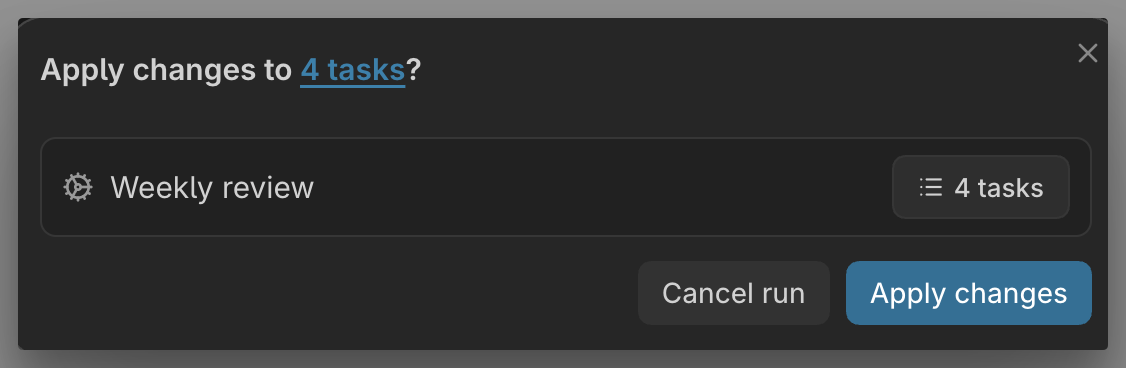 Apply changes to 4 tasks?
Weekly review
4 tasks
Cancel run
Apply changes